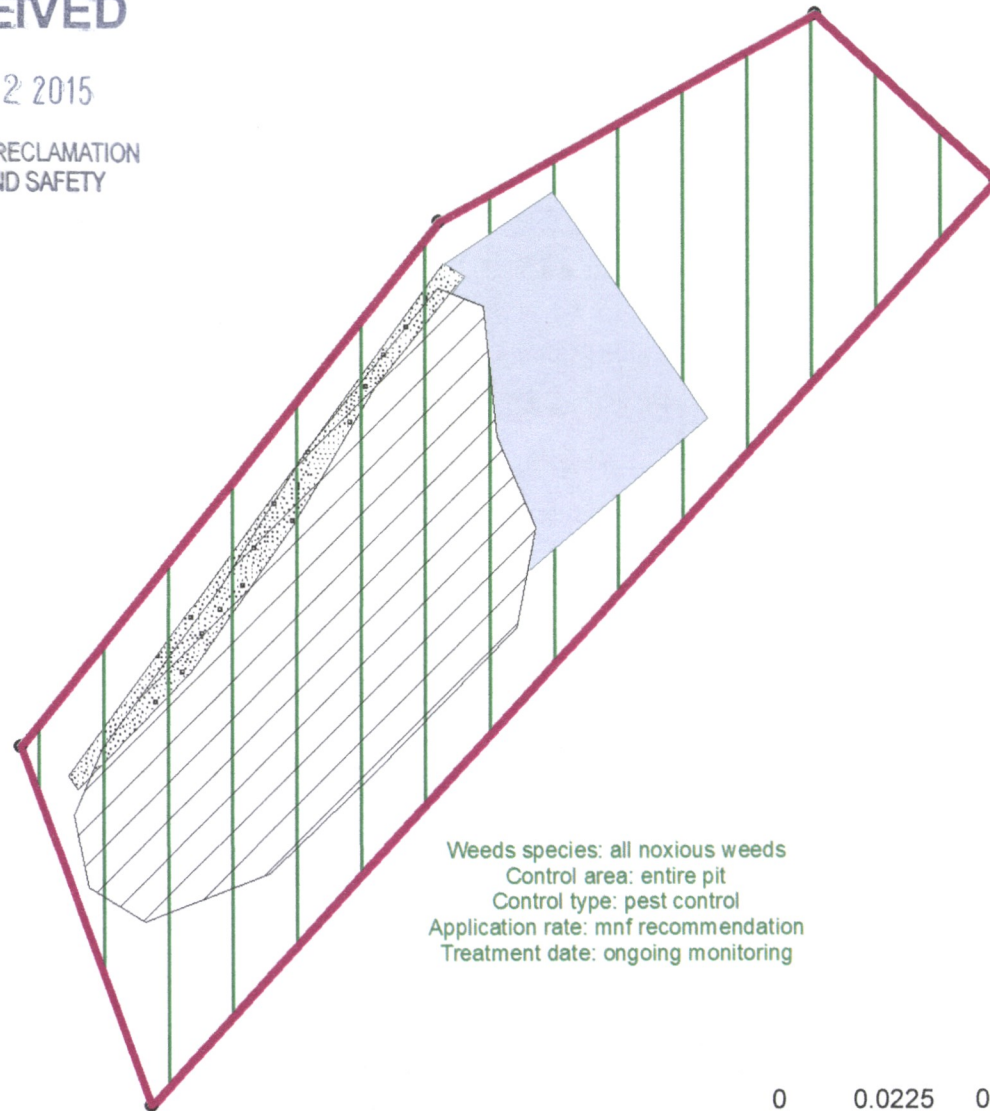 EIVED
2 2015
RECLAMATION
ND SAFETY
Weeds species: all noxious weeds
Control area: entire pit
Control type: pest control
Application rate: mnf recommendation
Treatment date: ongoing monitoring
0 0.0225 0